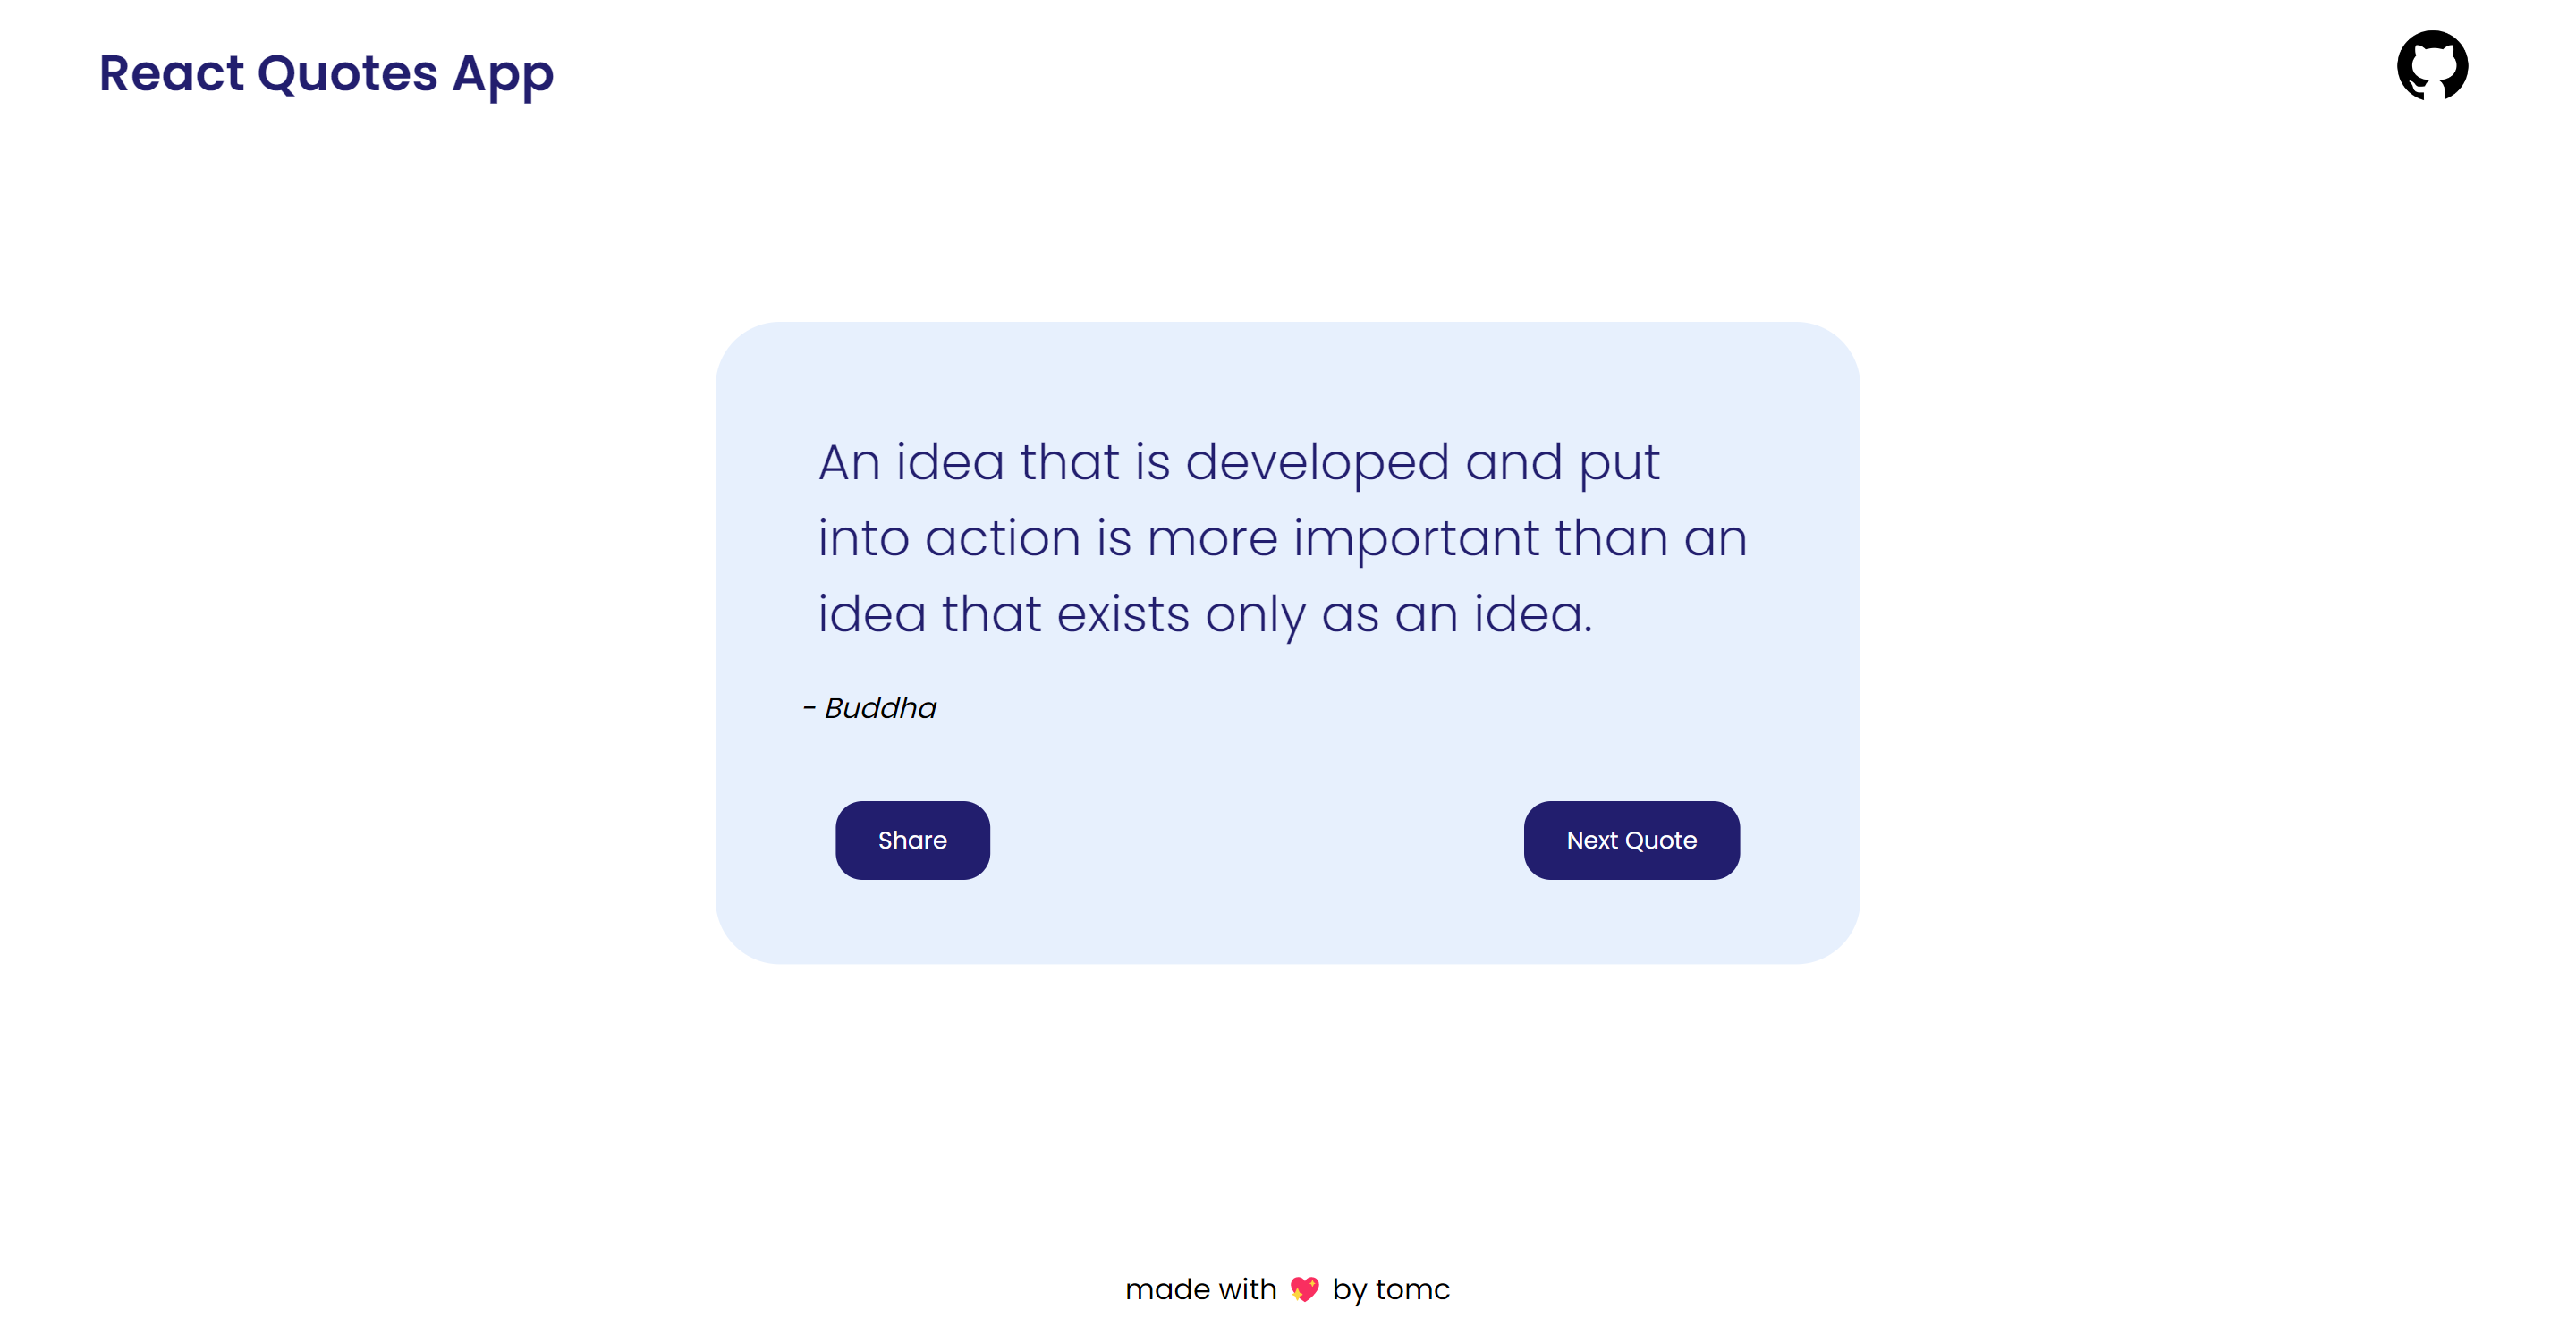 React Quotes App
An idea that is developed and put
into action is more important than an
idea that exists only as an idea.
- Buddha
Share
Next Quote
made with 💖 by tomc